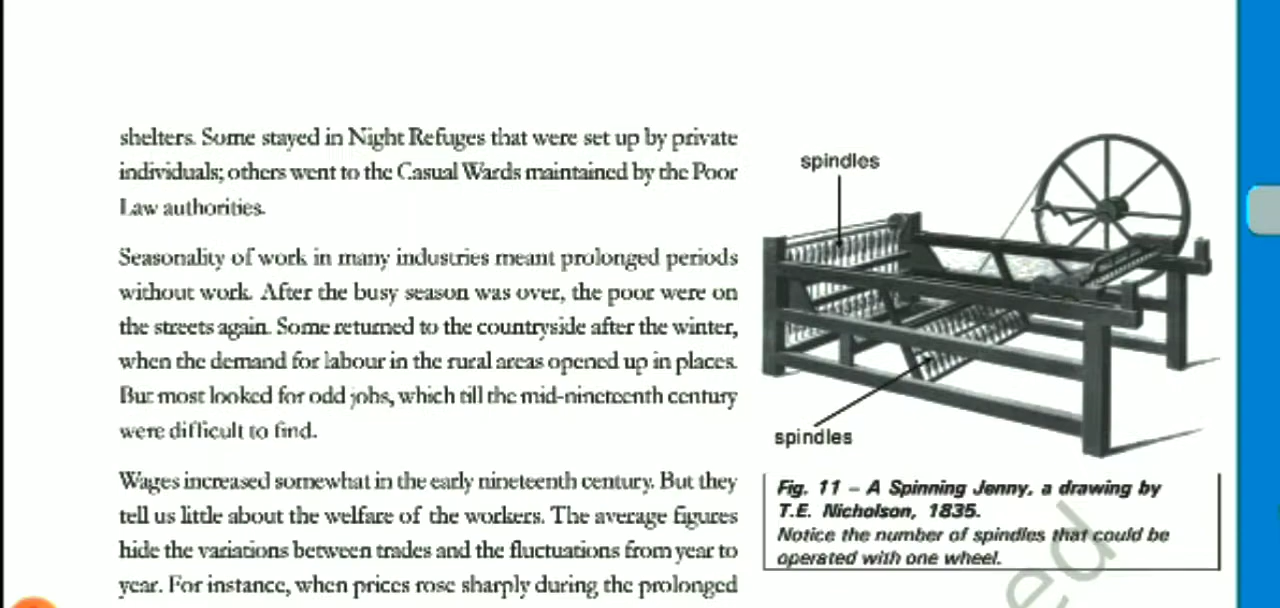 shelters. Some stayed in Night Refuges that were set up by private
individuals; others went to the Casual Wards maintained by the Poor
Law authorities.
Seasonality of work in many industries meant prolonged periods
without work. After the busy season was over, the poor were on
the streets again. Some returned to the countryside after the winter,
when the demand for labour in the rural areas opened up in places.
But most looked for odd jobs, which till the mid-nineteenth century
were difficult to find.
Wages increased somewhat in the early nineteenth century. But they
tell us little about the welfare of the workers. The average figures
hide the variations between trades and the fluctuations from year to
year. For instance, when prices rose sharply during the prolonged
spindles
spindles
Fig. 11 – A Spinning Jenny, a drawing by
T.E. Nicholson, 1835.
Notice the number of spindles that could be
operated with one wheel.
ed